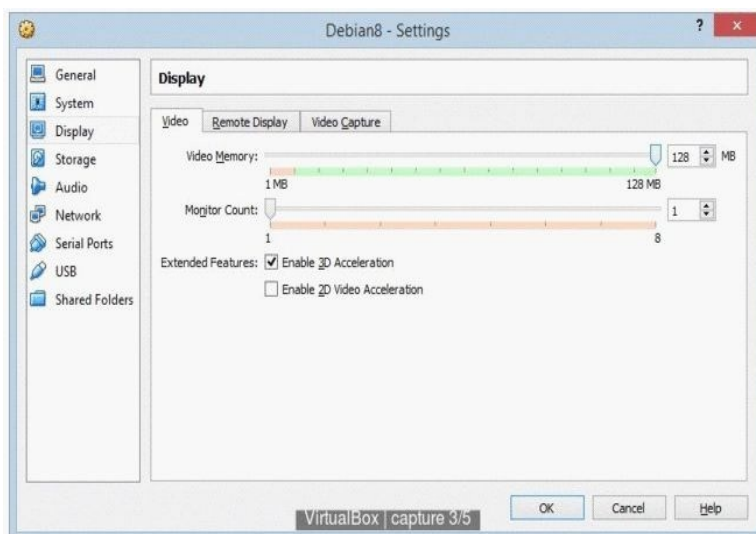 Debian8 - Settings
?
x
General
System
Display
Storage
Audio
Network
Serial Ports
USB
Shared Folders
Display
Video
Remote Display
Video Capture
Video Memory:
128
MB
1 MB
128 MB
Monitor Count:
1
1
8
Extended Features:
Enable 3D Acceleration
Enable 2D Video Acceleration
OK
Cancel
Help
VirtualBox | capture 3/5